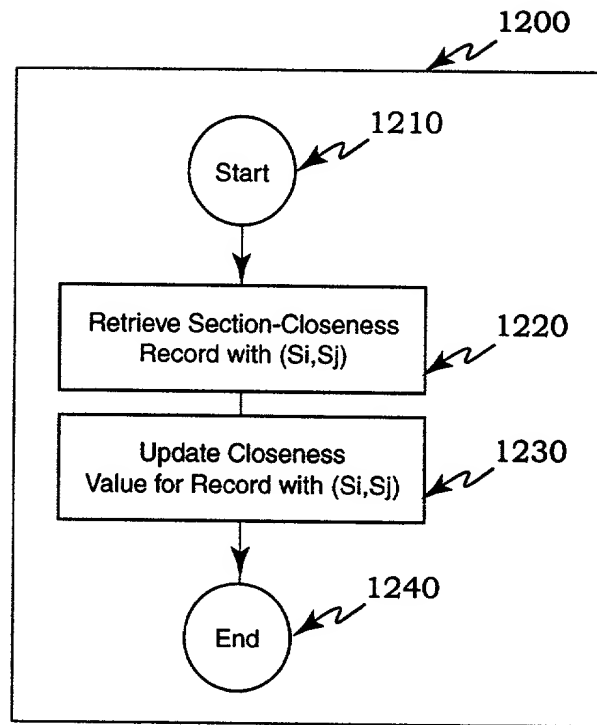 1200
1210
Start
Retrieve Section-Closeness
Record with (Si,Sj)
1220
Update Closeness
Value for Record with (Si,Sj)
1230
1240
End